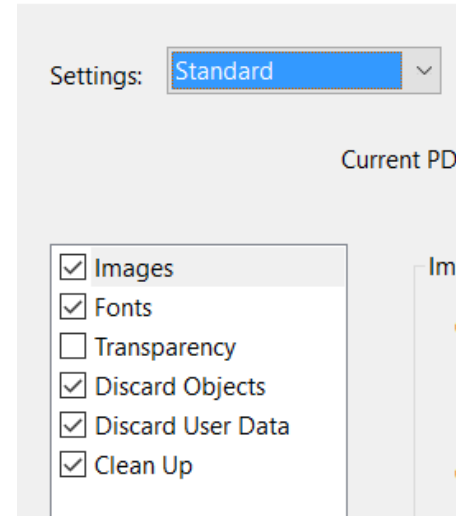 Settings: Standard
Current PD
Images
Im
Fonts
Transparency
Discard Objects
Discard User Data
Clean Up